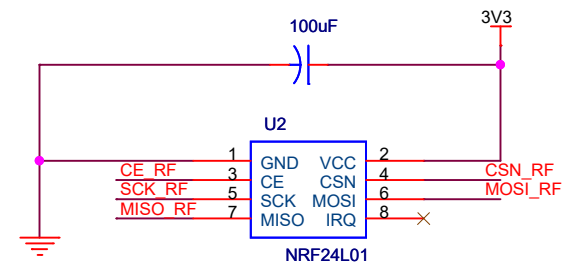 3V3
100uF
U2
1 GND VCC 2
CE_RF 3 CE CSN 4 CSN_RF
SCK_RF 5 SCK MOSI 6 MOSI_RF
MISO_RF 7 MISO IRQ 8
NRF24L01